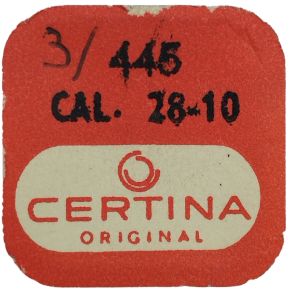 3/ 445
CAL. 28-10
CERTINA
ORIGINAL